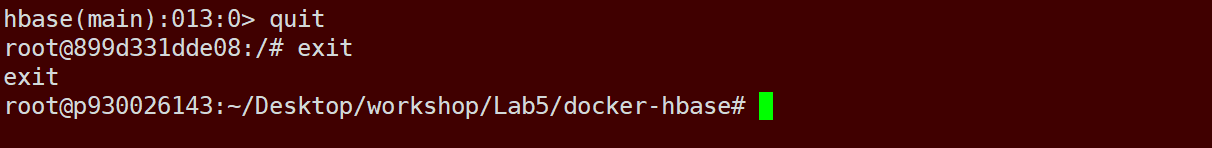 hbase(main):013:0> quit
root@899d331dde08:/# exit
exit
root@p930026143:~/Desktop/workshop/Lab5/docker-hbase#